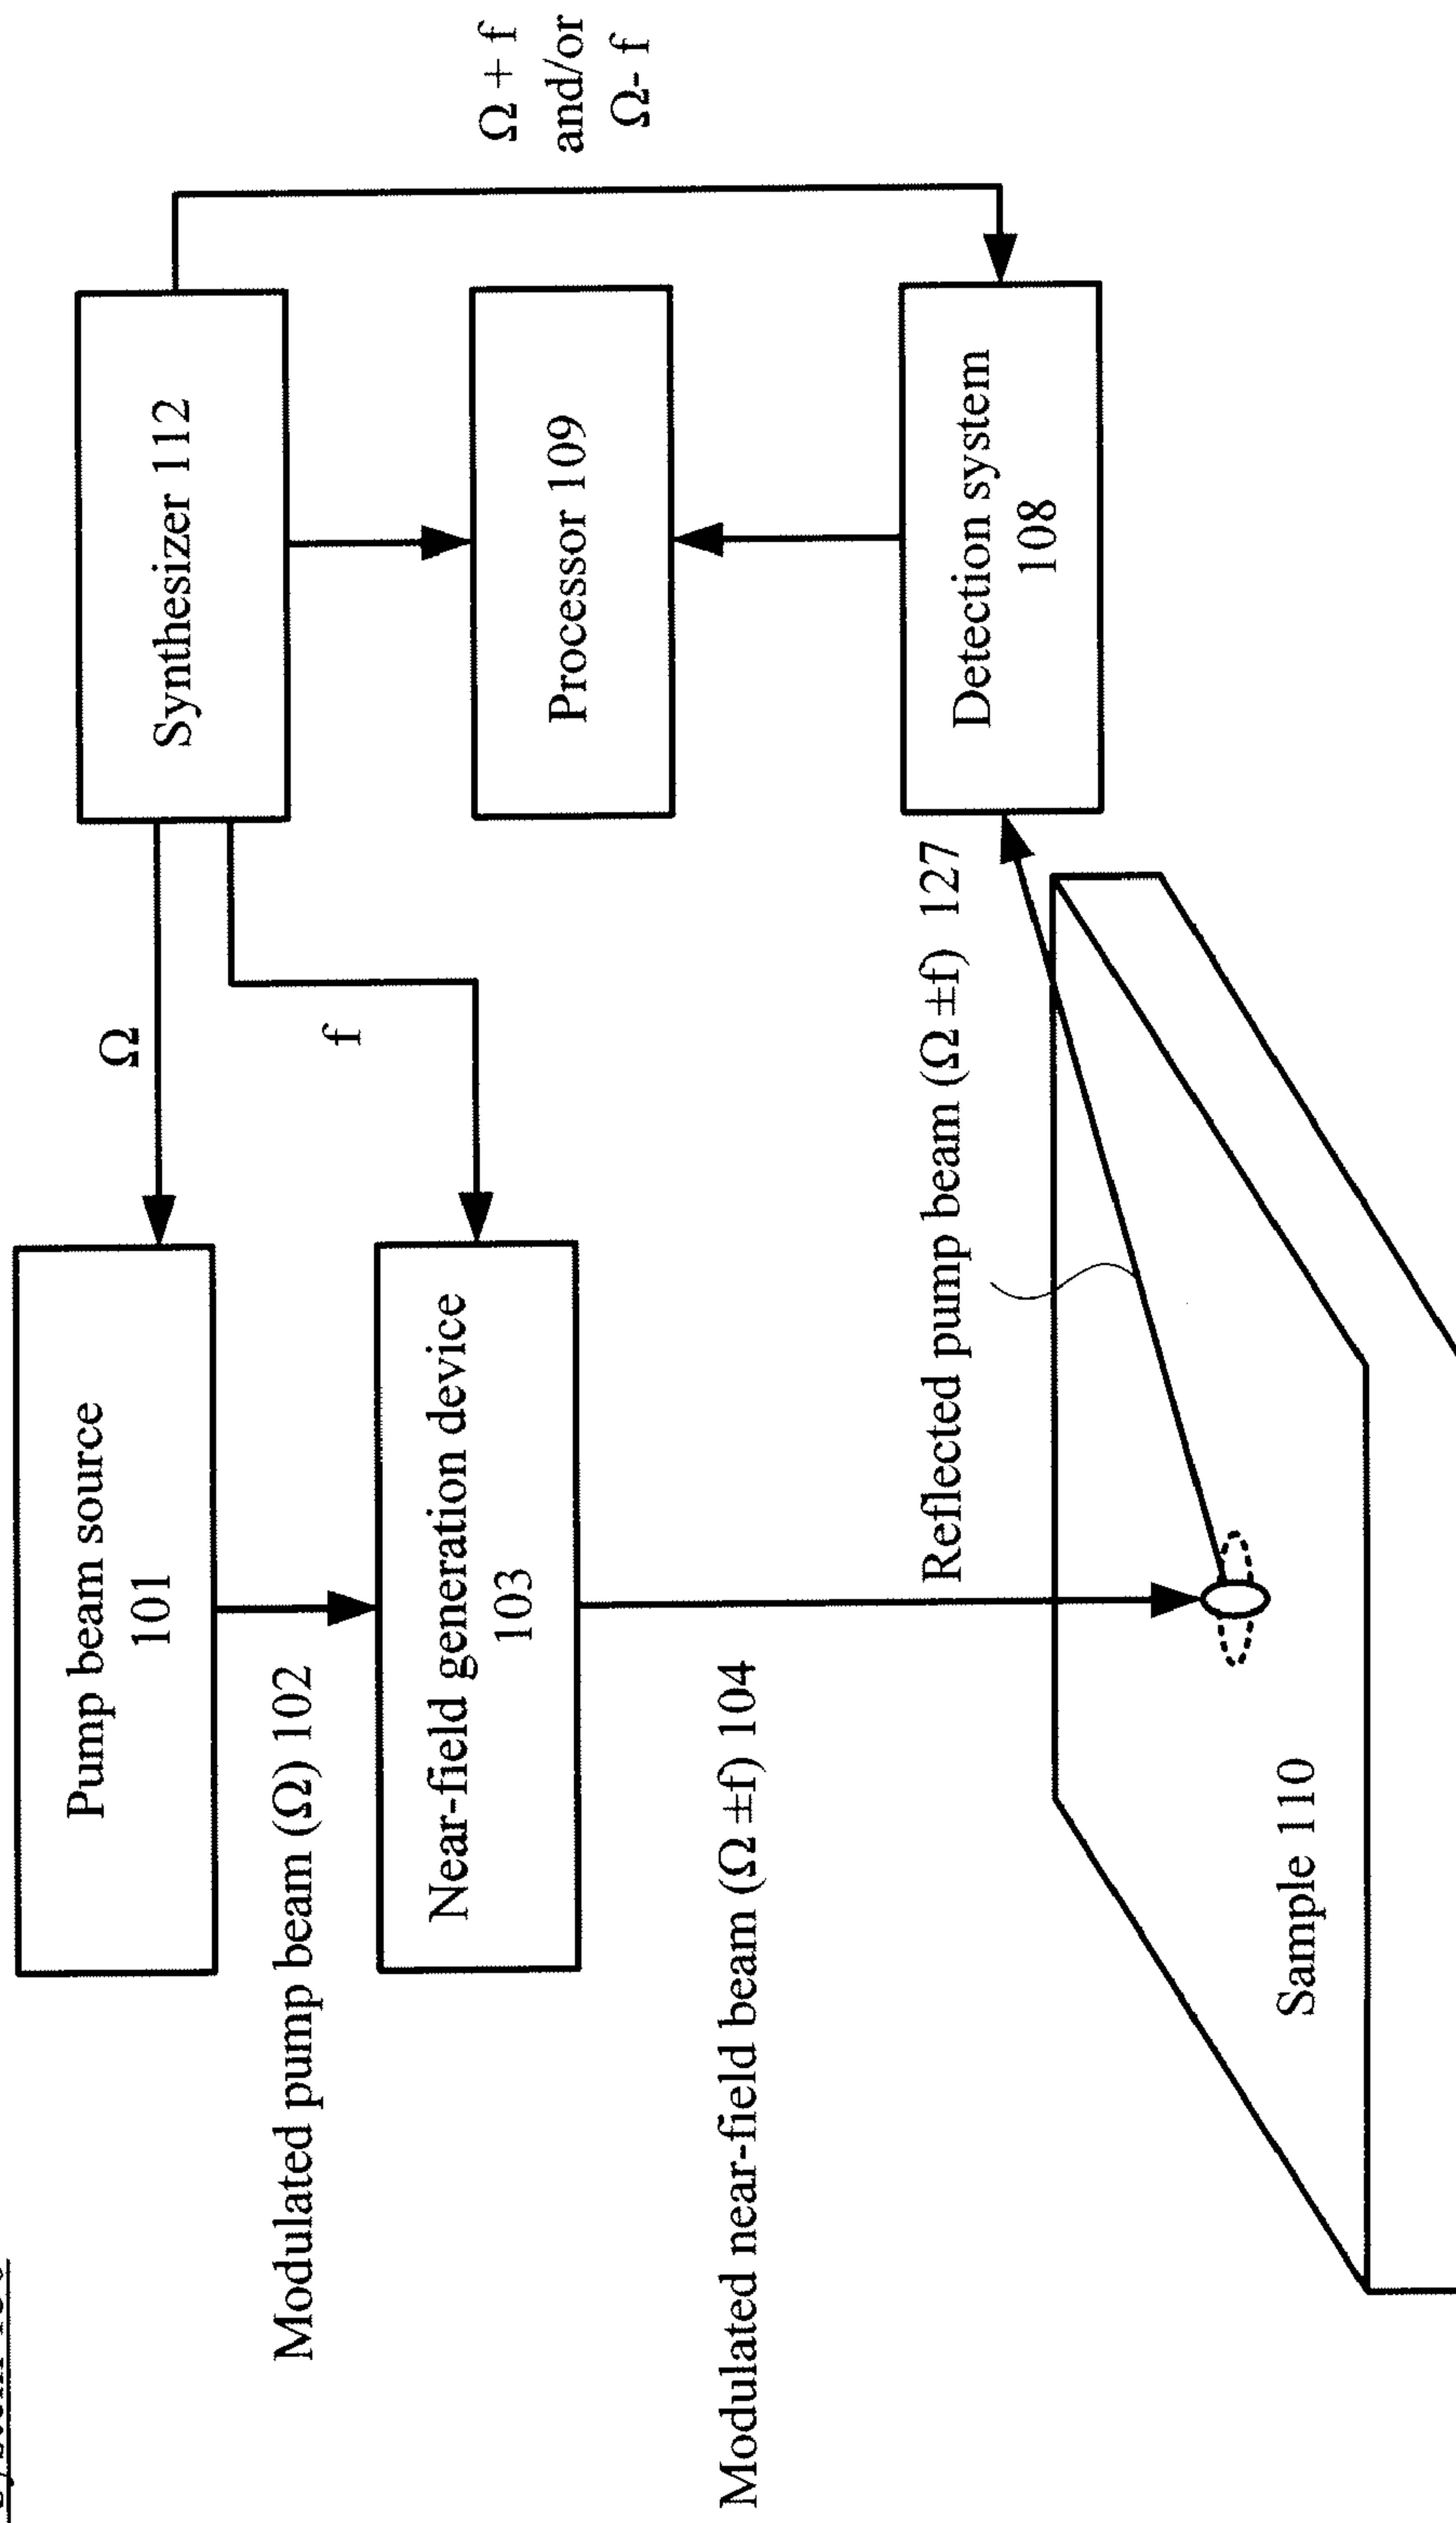 Pump beam source
101
Ω
Synthesizer 112
Modulated pump beam (Ω) 102
f
Ω + f
and/or
Ω- f
Near-field generation device
103
Processor 109
Modulated near-field beam (Ω ±f) 104
Reflected pump beam (Ω ±f) 127
Detection system
108
Sample 110